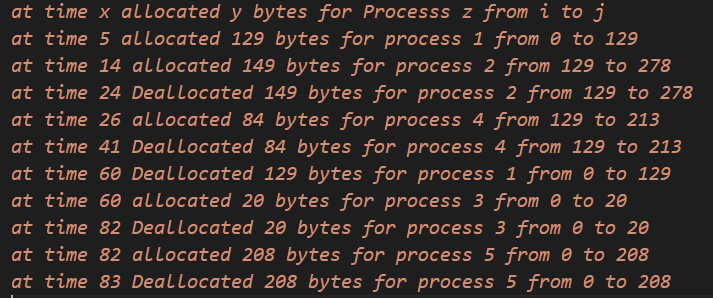 at time x allocated y bytes for Processs z from i to j
at time 5 allocated 129 bytes for process 1 from 0 to 129
at time 14 allocated 149 bytes for process 2 from 129 to 278
at time 24 Deallocated 149 bytes for process 2 from 129 to 278
at time 26 allocated 84 bytes for process 4 from 129 to 213
at time 41 Deallocated 84 bytes for process 4 from 129 to 213
at time 60 Deallocated 129 bytes for process 1 from 0 to 129
at time 60 allocated 20 bytes for process 3 from 0 to 20
at time 82 Deallocated 20 bytes for process 3 from 0 to 20
at time 82 allocated 208 bytes for process 5 from 0 to 208
at time 83 Deallocated 208 bytes for process 5 from 0 to 208